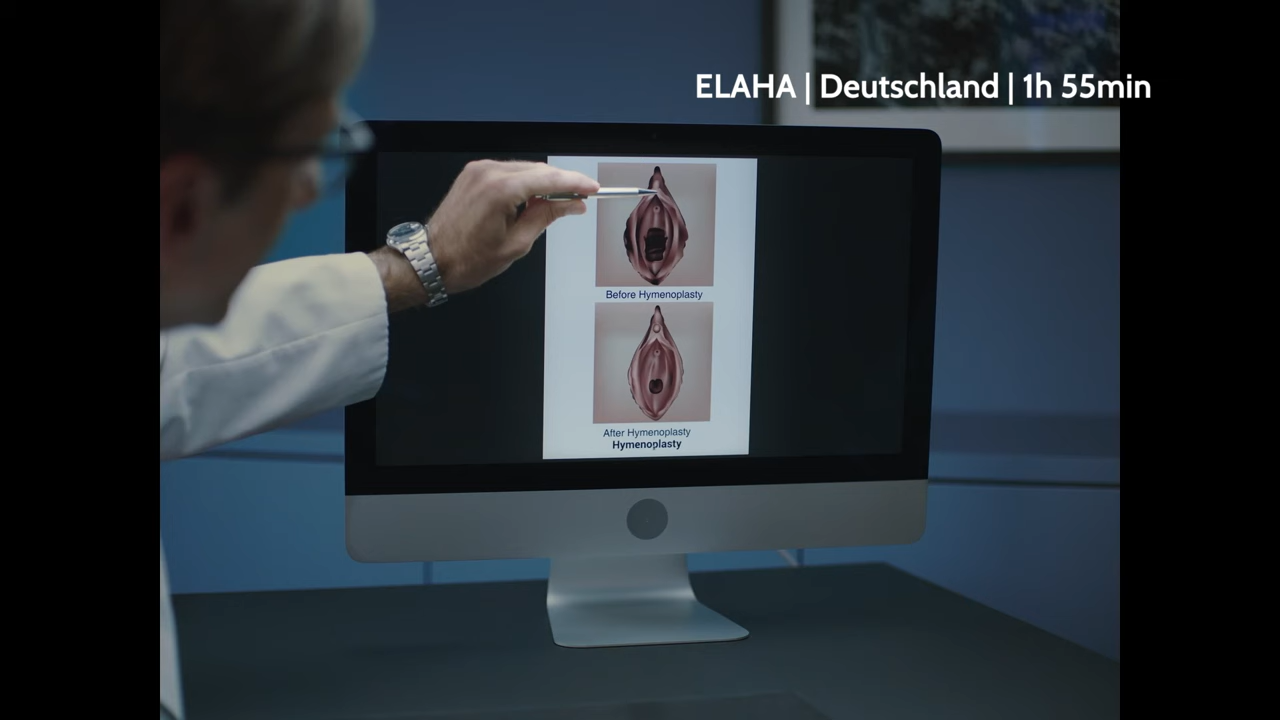 ELAHA | Deutschland | 1h 55min
Before Hymenoplasty
After Hymenoplasty
Hymenoplasty